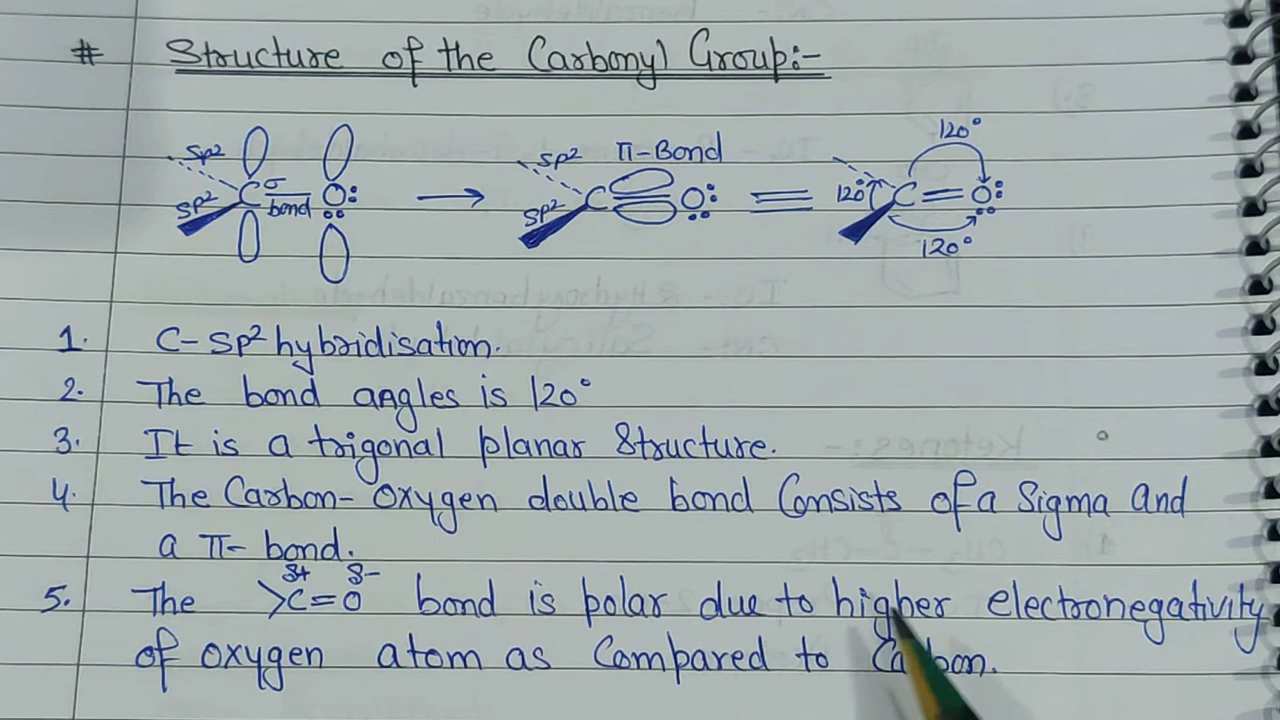 # Structure of the Carbonyl Group:-
sp² sp² C σ bond O: → sp² sp² C π-Bond O: = 120° C=O: 120° 120°
1. C-sp² hybridisation.
2. The bond angles is 120°
3. It is a trigonal planar Structure.
4. The Carbon-oxygen double bond Consists of a Sigma and
a π-bond.
δ+ δ-
5. The >C=O bond is polar due to higher electronegativity
of oxygen atom as Compared to Carbon.